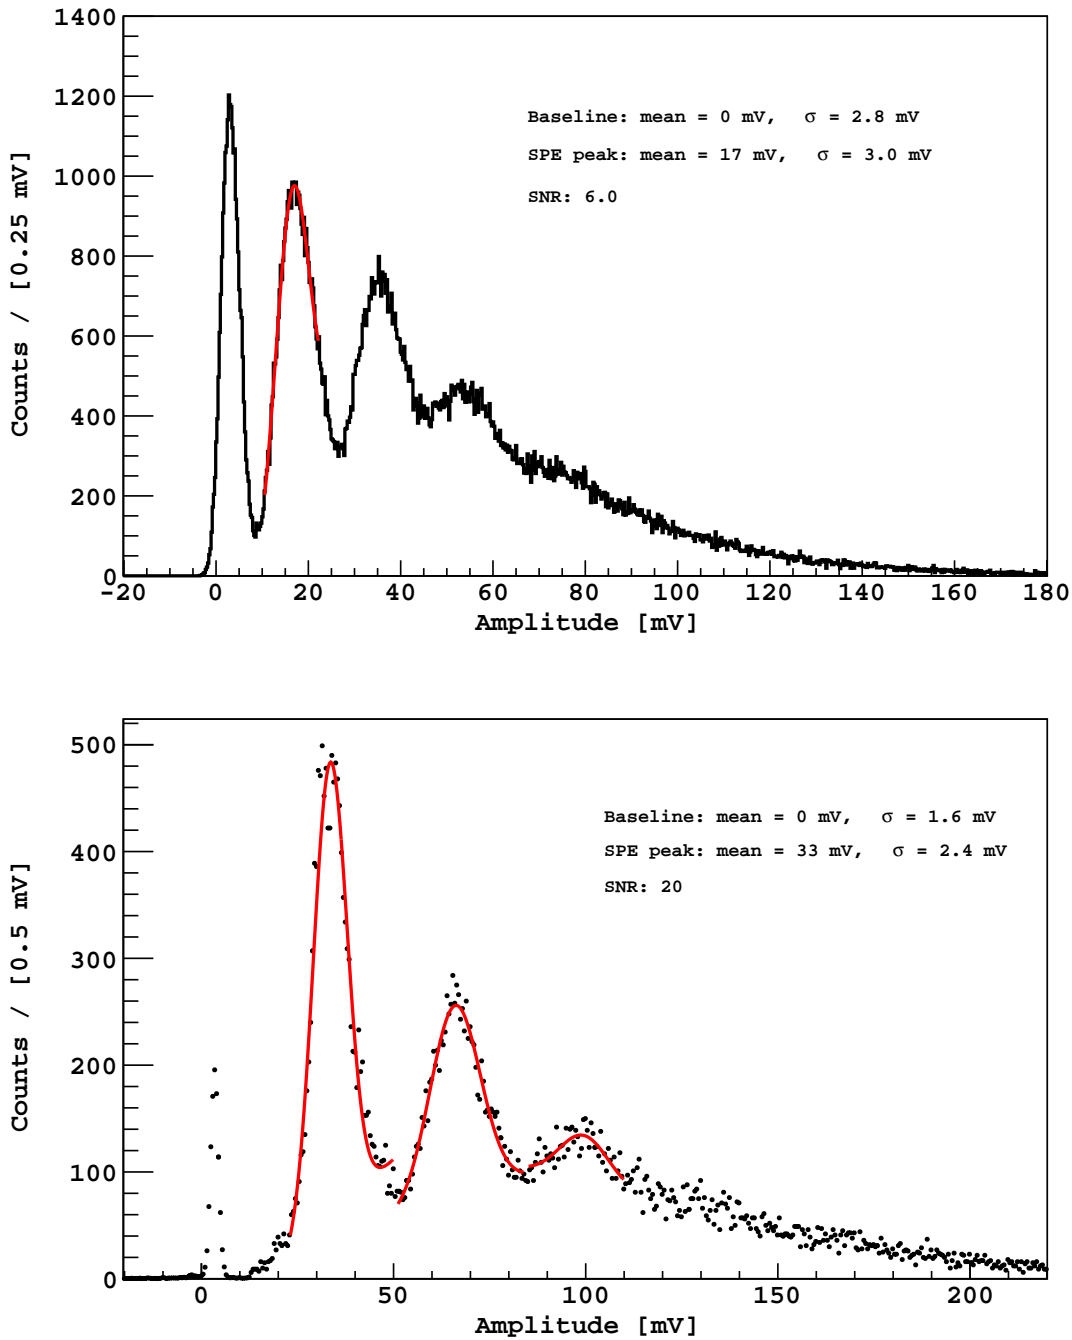 1400
1200
1000
800
600
400
200
0
Counts / [0.25 mV]
Baseline: mean = 0 mV, σ = 2.8 mV
SPE peak: mean = 17 mV, σ = 3.0 mV
SNR: 6.0
-20 0 20 40 60 80 100 120 140 160 180
Amplitude [mV]
500
400
300
200
100
0
Counts / [0.5 mV]
Baseline: mean = 0 mV, σ = 1.6 mV
SPE peak: mean = 33 mV, σ = 2.4 mV
SNR: 20
0 50 100 150 200
Amplitude [mV]